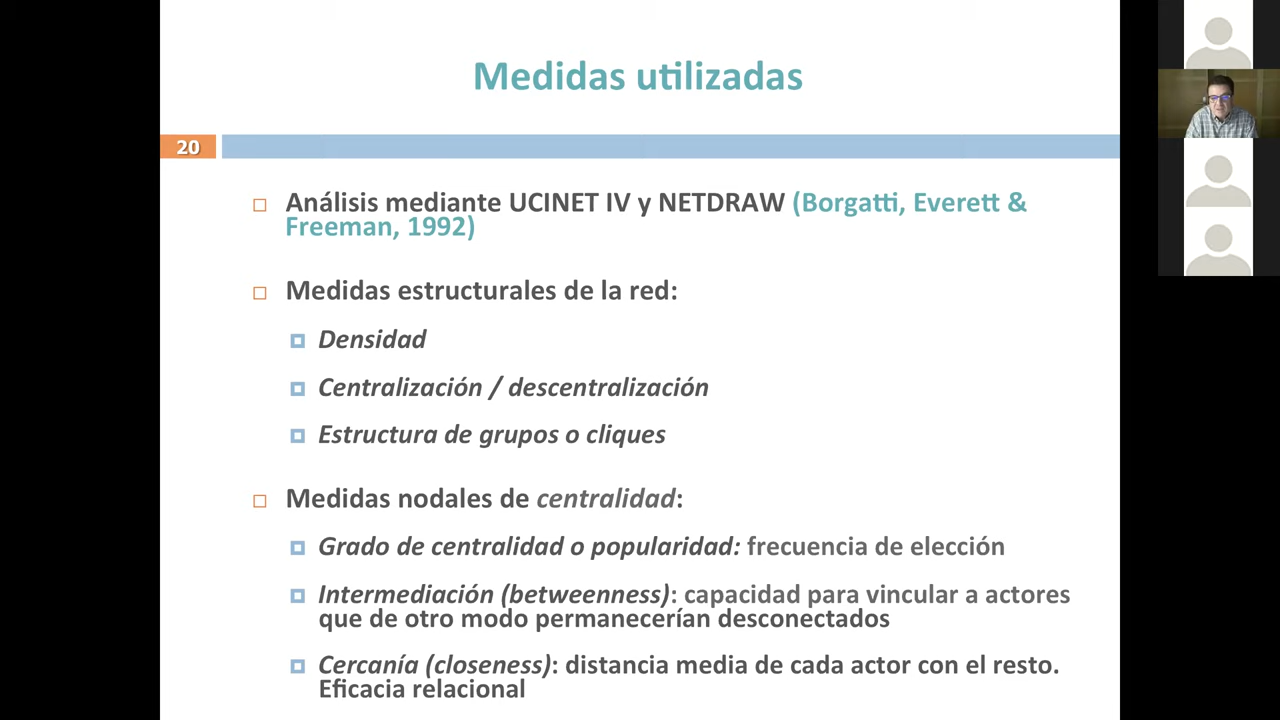 Medidas utilizadas
20
Análisis mediante UCINET IV y NETDRAW (Borgatti, Everett &
Freeman, 1992)
Medidas estructurales de la red:
Densidad
Centralización / descentralización
Estructura de grupos o cliques
Medidas nodales de centralidad:
Grado de centralidad o popularidad: frecuencia de elección
Intermediación (betweenness): capacidad para vincular a actores
que de otro modo permanecerían desconectados
Cercanía (closeness): distancia media de cada actor con el resto.
Eficacia relacional